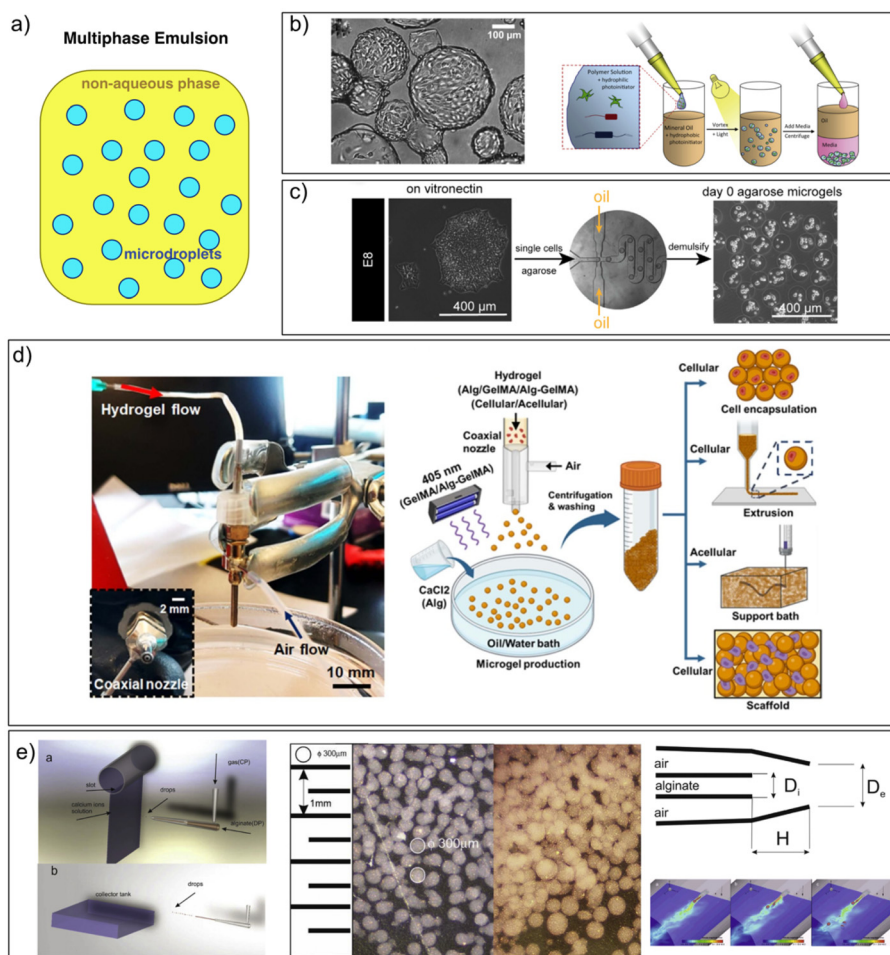 a)
Multiphase Emulsion
non-aqueous phase
microdroplets
b)
100 µm
Polymer Solution
+ hydrophilic
photoinitiator
Mineral Oil
+ hydrophobic
photoinitiator
Vortex
+ Light
Add Media
Centrifuge
Oil
Media
c)
E8
on vitronectin
400 µm
single cells
agarose
oil
oil
demulsify
day 0 agarose microgels
400 µm
d)
Hydrogel flow
2 mm
Coaxial nozzle
Air flow
10 mm
Hydrogel
(Alg/GelMA/Alg-GelMA)
(Cellular/Acellular)
Coaxial
nozzle
Air
405 nm
(GelMA/Alg-GelMA)
CaCl2
(Alg)
Oil/Water bath
Microgel production
Centrifugation
& washing
Cellular
Cell encapsulation
Cellular
Extrusion
Acellular
Support bath
Cellular
Scaffold
e)
a
slot
calcium ions
solution
drops
gas(CP)
alginate(DP)
b
collector tank
drops
ϕ 300µm
1mm
ϕ 300µm
air
alginate
air
D_i
D_e
H